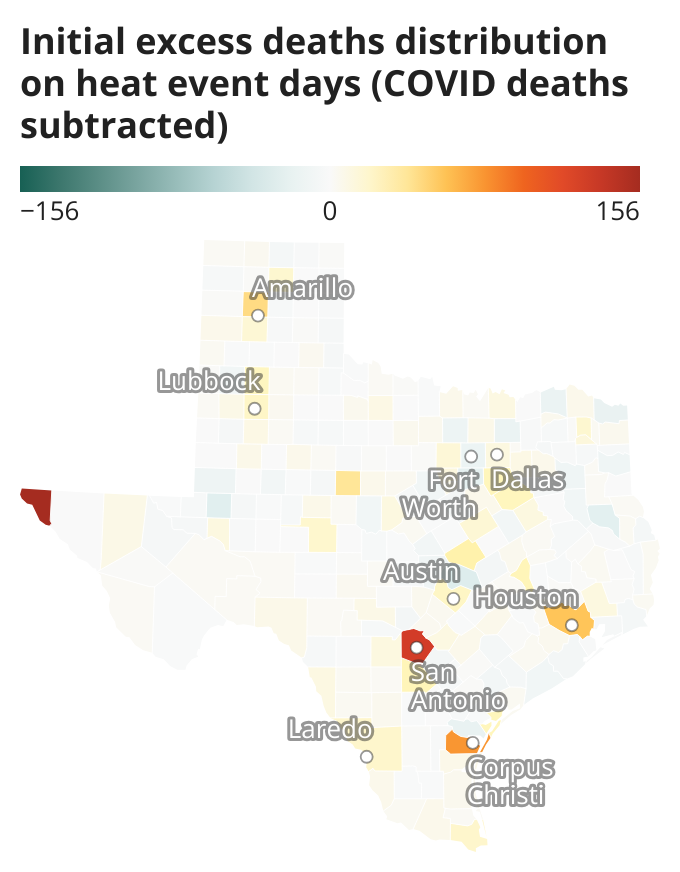 Initial excess deaths distribution
on heat event days (COVID deaths
subtracted)
−156
0
156
Amarillo
Lubbock
Fort
Worth
Dallas
Austin
Houston
San
Antonio
Laredo
Corpus
Christi